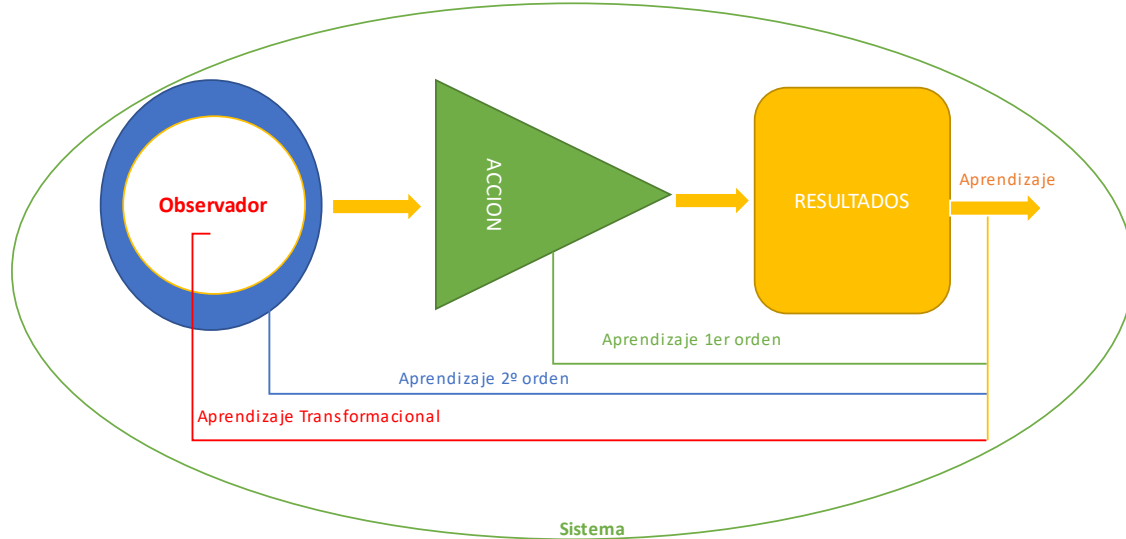 Observador
ACCION
RESULTADOS
Aprendizaje
Aprendizaje 1er orden
Aprendizaje 2º orden
Aprendizaje Transformacional
Sistema